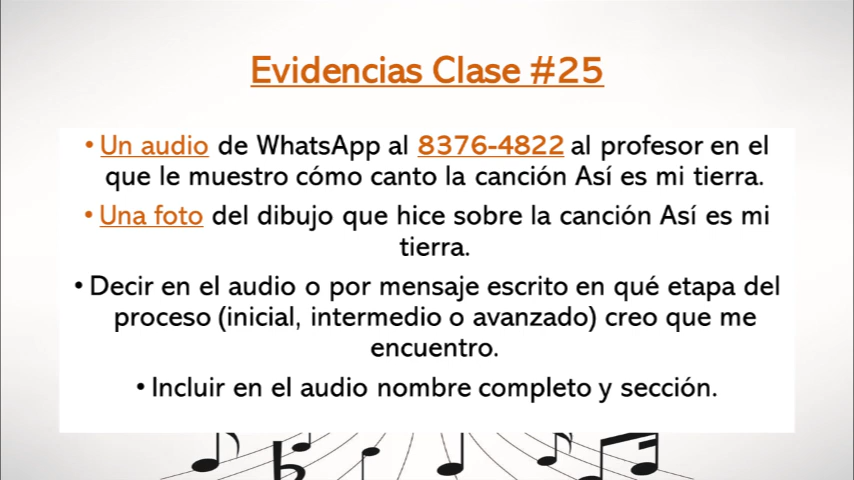 Evidencias Clase #25
• Un audio de WhatsApp al 8376-4822 al profesor en el
que le muestro cómo canto la canción Así es mi tierra.
• Una foto del dibujo que hice sobre la canción Así es mi
tierra.
• Decir en el audio o por mensaje escrito en qué etapa del
proceso (inicial, intermedio o avanzado) creo que me
encuentro.
• Incluir en el audio nombre completo y sección.